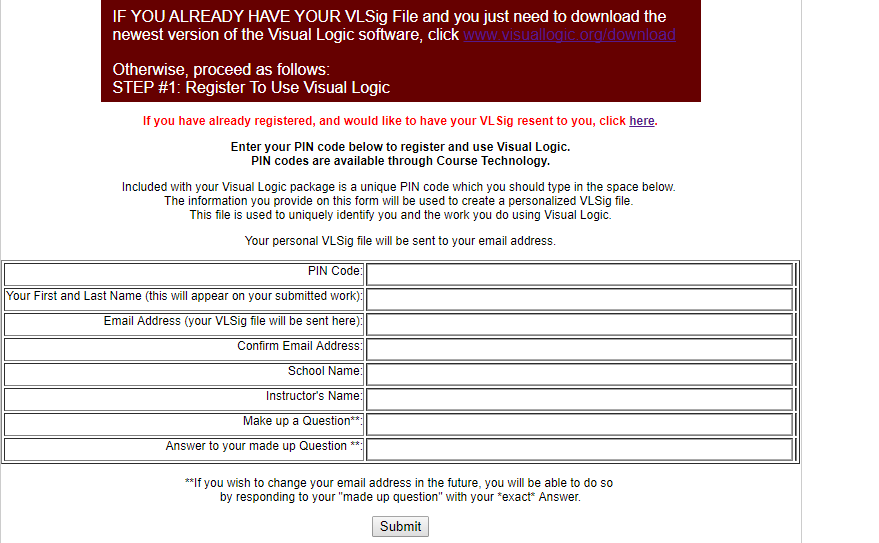 IF YOU ALREADY HAVE YOUR VLSig File and you just need to download the
newest version of the Visual Logic software, click www.visuallogic.org/download
Otherwise, proceed as follows:
STEP #1: Register To Use Visual Logic
If you have already registered, and would like to have your VLSig resent to you, click here.
Enter your PIN code below to register and use Visual Logic.
PIN codes are available through Course Technology.
Included with your Visual Logic package is a unique PIN code which you should type in the space below.
The information you provide on this form will be used to create a personalized VLSig file.
This file is used to uniquely identify you and the work you do using Visual Logic.
Your personal VLSig file will be sent to your email address.
PIN Code:
Your First and Last Name (this will appear on your submitted work):
Email Address (your VLSig file will be sent here):
Confirm Email Address:
School Name:
Instructor's Name:
Make up a Question**:
Answer to your made up Question **:
**If you wish to change your email address in the future, you will be able to do so
by responding to your "made up question" with your *exact* Answer.
Submit